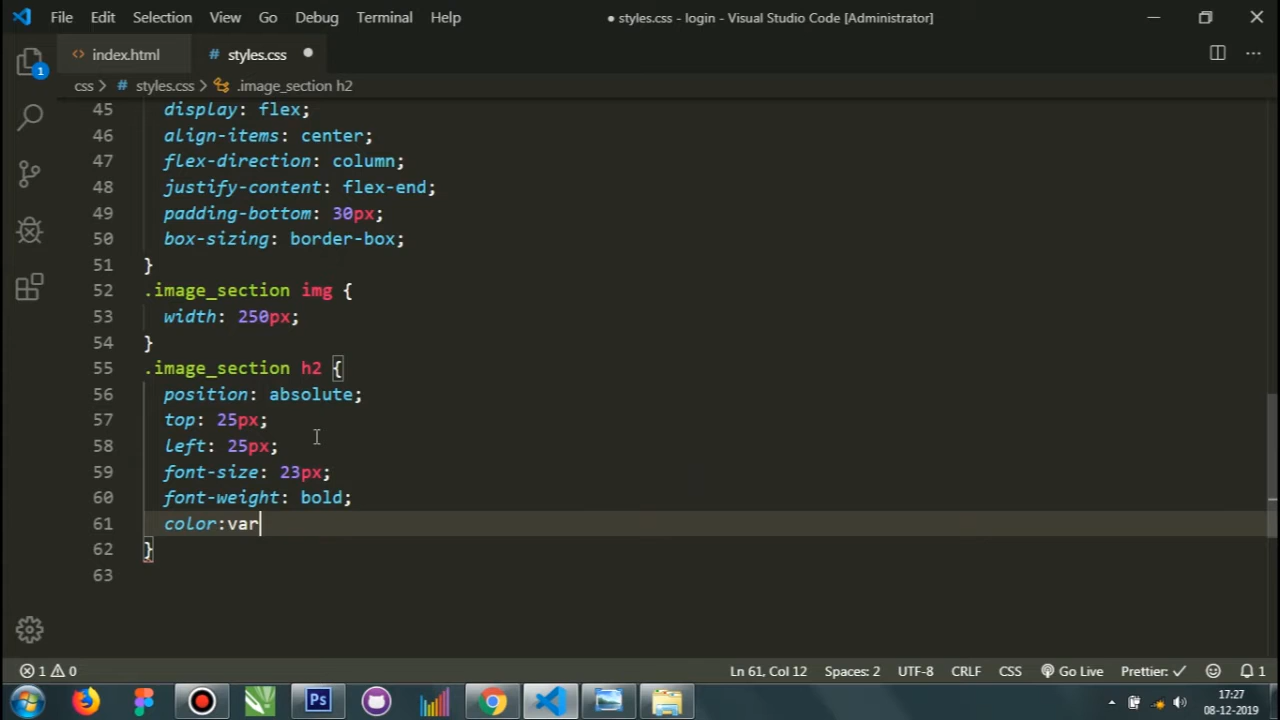 File Edit Selection View Go Debug Terminal Help
● styles.css - login - Visual Studio Code [Administrator]
<> index.html # styles.css ●
css > # styles.css > .image_section h2
1
45 display: flex;
46 align-items: center;
47 flex-direction: column;
48 justify-content: flex-end;
49 padding-bottom: 30px;
50 box-sizing: border-box;
51 }
52 .image_section img {
53 width: 250px;
54 }
55 .image_section h2 {
56 position: absolute;
57 top: 25px;
58 left: 25px;
59 font-size: 23px;
60 font-weight: bold;
61 color:var
62 }
63
1 0 Ln 61, Col 12 Spaces: 2 UTF-8 CRLF CSS Go Live Prettier: ✓ 1
Ps
17:27
08-12-2019